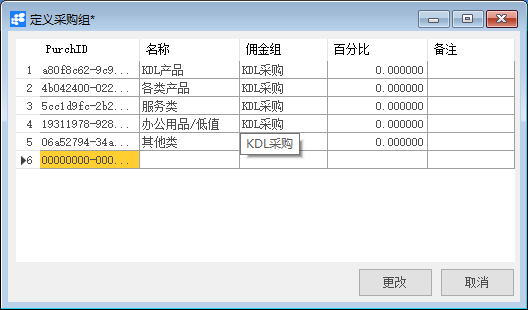 定义采购组*
PurchID 名称 佣金组 百分比 备注
1 a80f8c62-9c9... KDL产品 KDL采购 0.000000
2 4b042400-022... 各类产品 KDL采购 0.000000
3 5cc1d9fc-2b2... 服务类 KDL采购 0.000000
4 19311978-928... 办公用品/低值 KDL采购 0.000000
5 06a52794-34a... 其他类 0.000000
KDL采购
6 00000000-000...
更改 取消